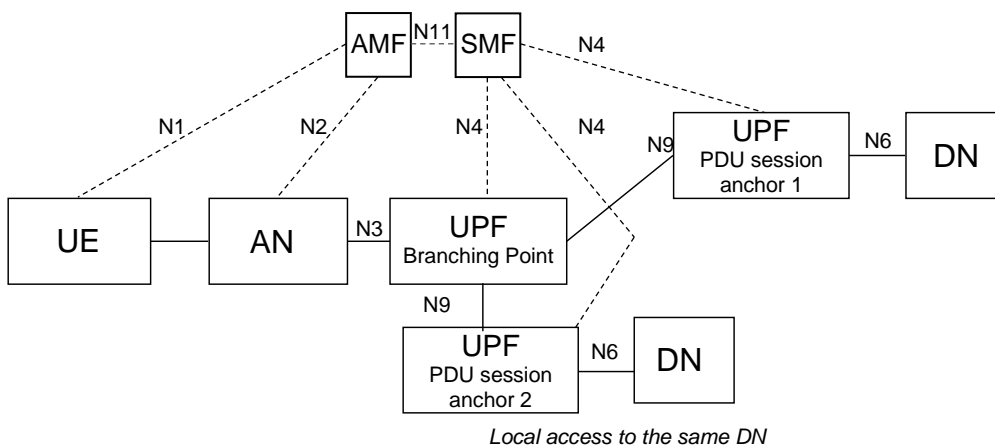 AMF
N11
SMF
N4
N1
N2
N4
N4
UPF
PDU session
anchor 1
N9
N6
DN
UE
AN
N3
UPF
Branching Point
N9
UPF
PDU session
anchor 2
N6
DN
Local access to the same DN